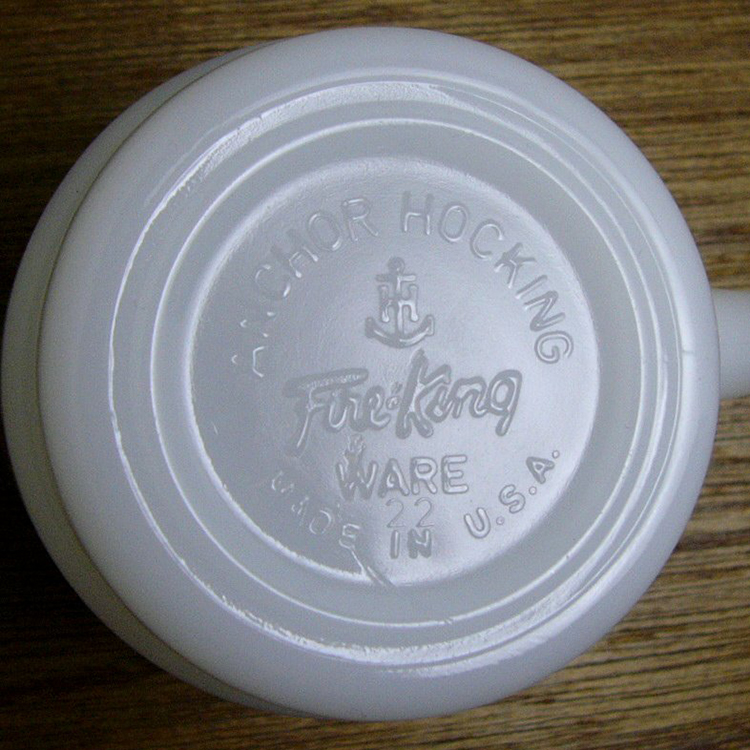 ANCHOR HOCKING
H
Fire-King
WARE
22
MADE IN U.S.A.